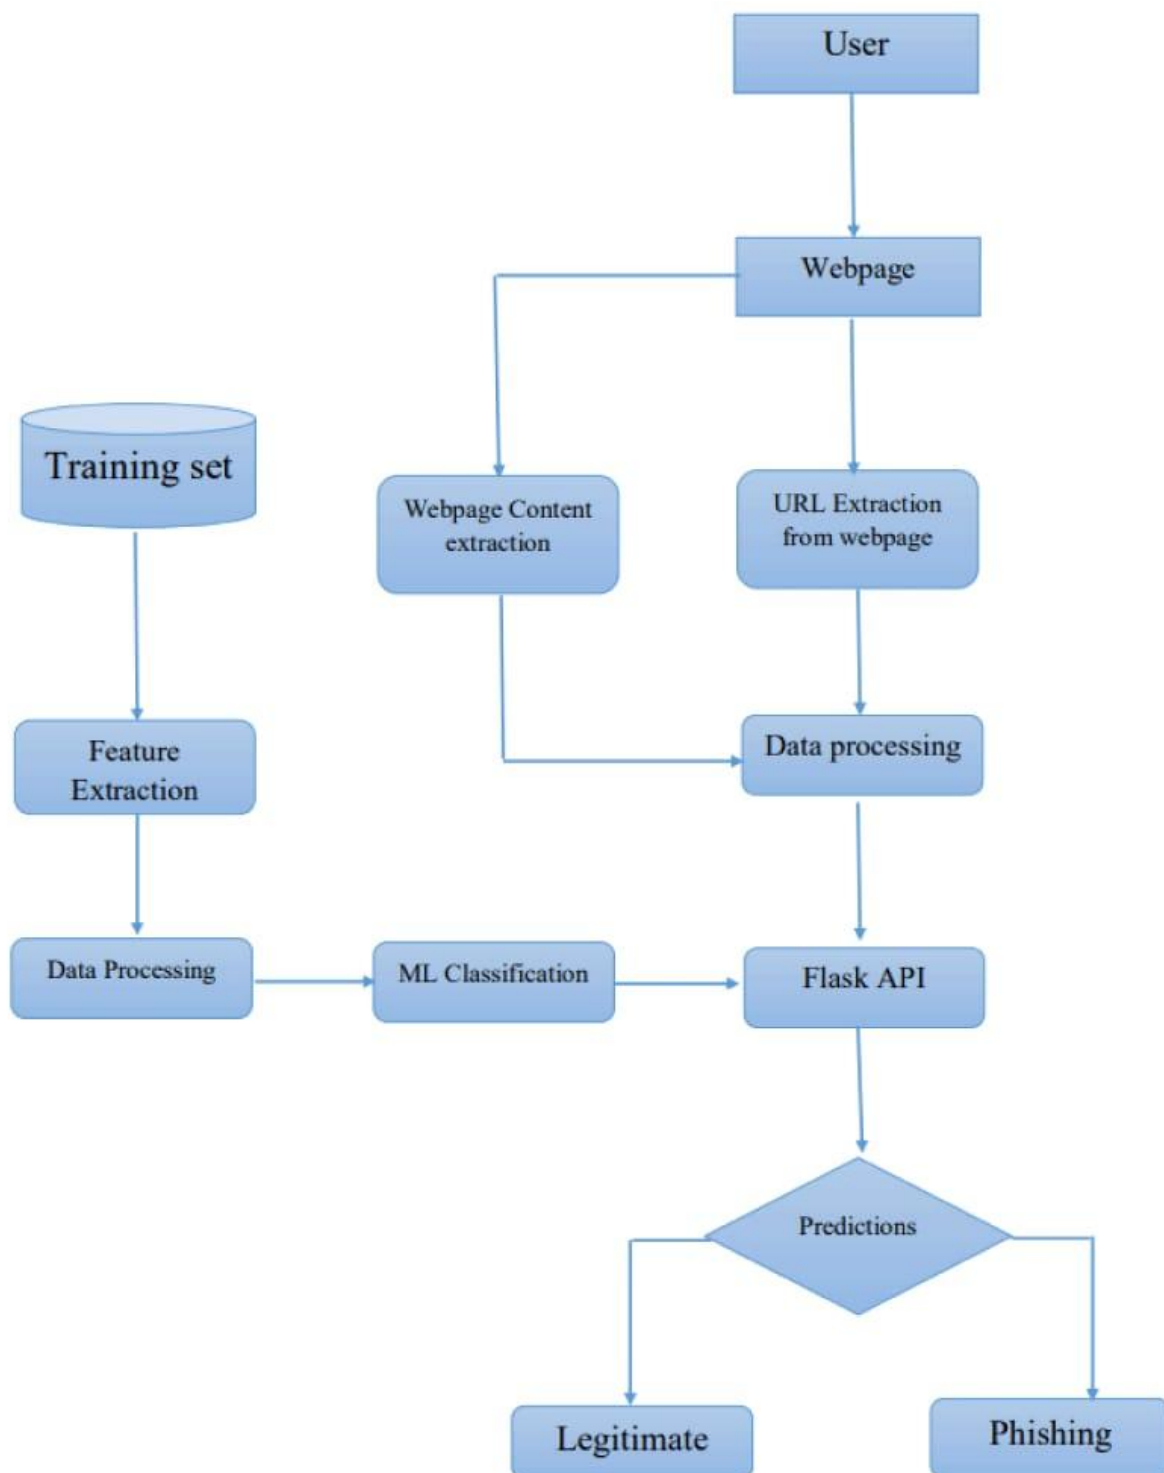 User
Webpage
Training set
Webpage Content
extraction
URL Extraction
from webpage
Feature
Extraction
Data processing
Data Processing
ML Classification
Flask API
Predictions
Legitimate
Phishing